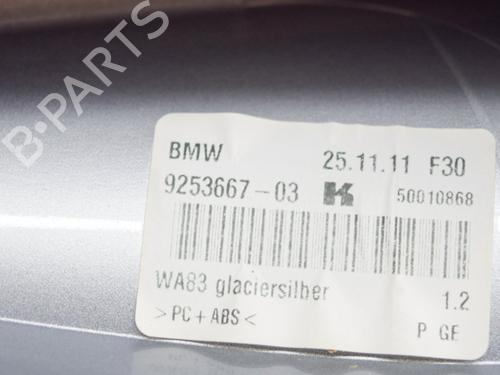 B-PARTS
BMW 25.11.11 F30
9253667-03 K 50010868
WA83 glaciersilber 1.2
>PC+ABS< P GE